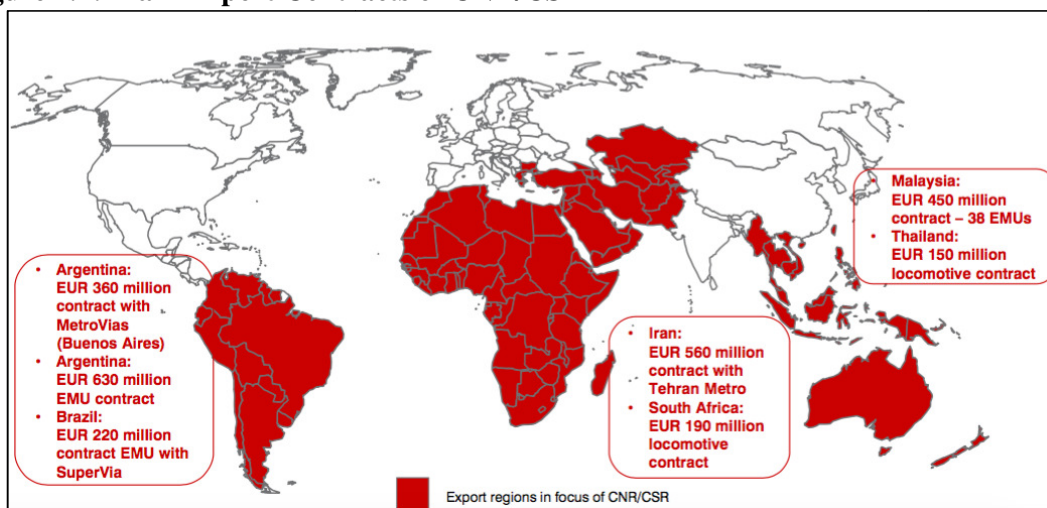 • Argentina:
EUR 360 million
contract with
MetroVias
(Buenos Aires)
• Argentina:
EUR 630 million
EMU contract
• Brazil:
EUR 220 million
contract EMU with
SuperVia
• Iran:
EUR 560 million
contract with
Tehran Metro
• South Africa:
EUR 190 million
locomotive
contract
• Malaysia:
EUR 450 million
contract – 38 EMUs
• Thailand:
EUR 150 million
locomotive contract
Export regions in focus of CNR/CSR